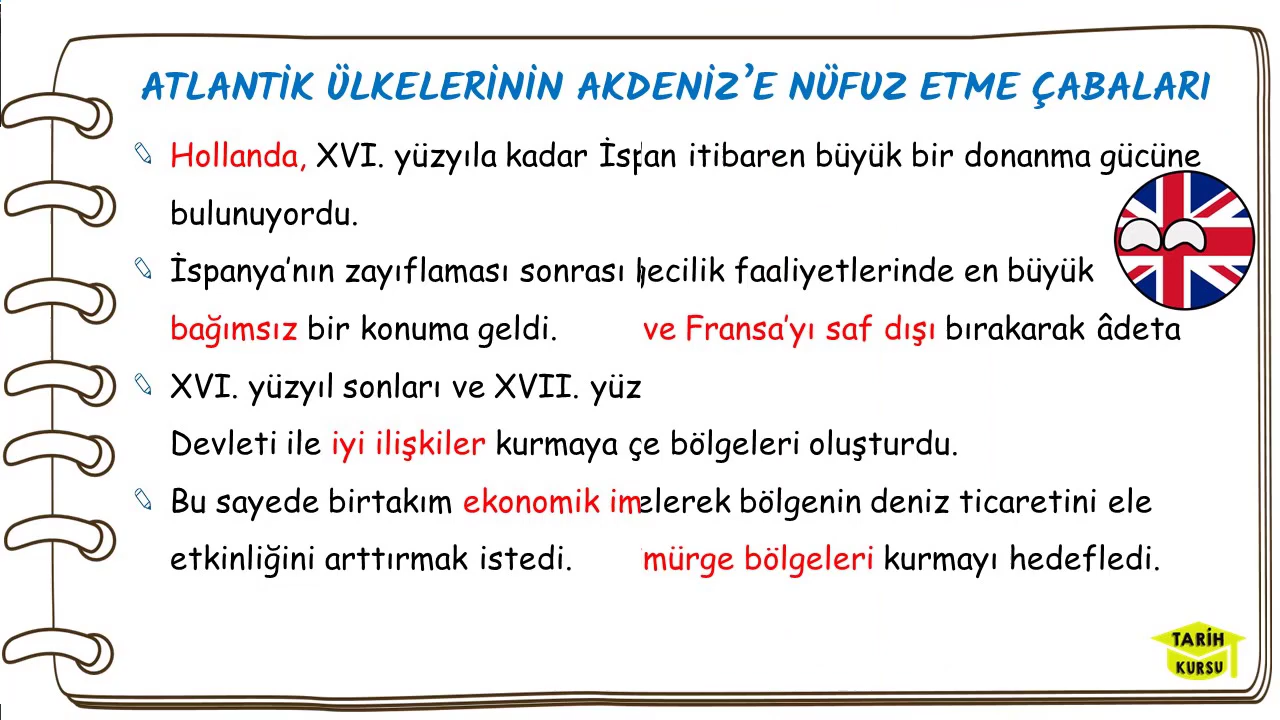 ATLANTİK ÜLKELERİNİN AKDENİZ'E NÜFUZ ETME ÇABALARI
Hollanda, XVI. yüzyıla kadar İspan itibaren büyük bir donanma gücüne
bulunuyordu.
İspanya'nın zayıflaması sonrası ecilik faaliyetlerinde en büyük
bağımsız bir konuma geldi. ve Fransa'yı saf dışı bırakarak âdeta
XVI. yüzyıl sonları ve XVII. yüz
Devleti ile iyi ilişkiler kurmaya çe bölgeleri oluşturdu.
Bu sayede birtakım ekonomik imelerek bölgenin deniz ticaretini ele
etkinliğini arttırmak istedi. mürge bölgeleri kurmayı hedefledi.
TARİH
KURSU